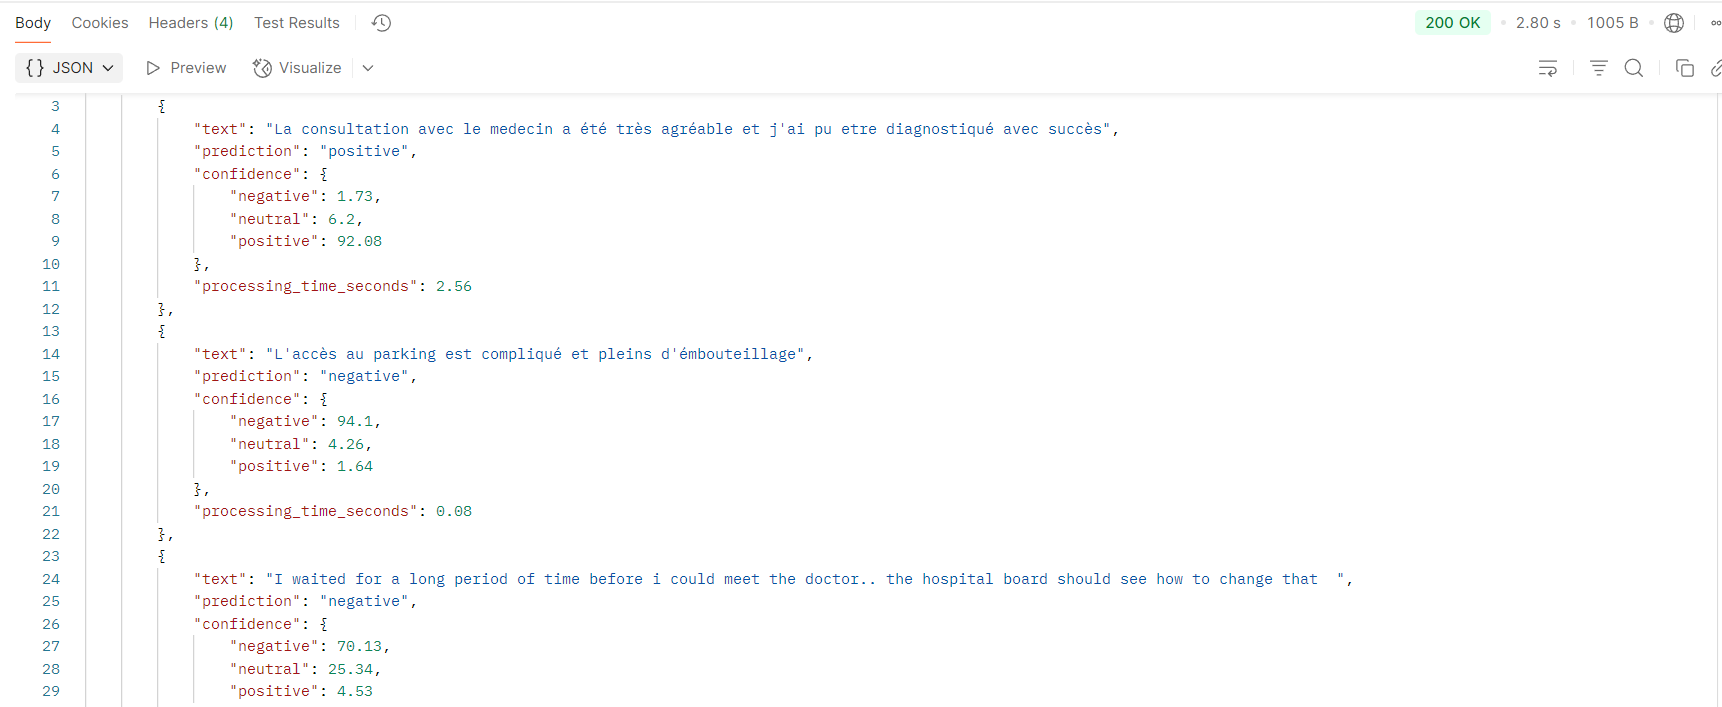 Body Cookies Headers (4) Test Results 200 OK • 2.80 s • 1005 B •
{} JSON Preview Visualize
3 {
4 "text": "La consultation avec le medecin a été très agréable et j'ai pu etre diagnostiqué avec succès",
5 "prediction": "positive",
6 "confidence": {
7 "negative": 1.73,
8 "neutral": 6.2,
9 "positive": 92.08
10 },
11 "processing_time_seconds": 2.56
12 },
13 {
14 "text": "L'accès au parking est compliqué et pleins d'émbouteillage",
15 "prediction": "negative",
16 "confidence": {
17 "negative": 94.1,
18 "neutral": 4.26,
19 "positive": 1.64
20 },
21 "processing_time_seconds": 0.08
22 },
23 {
24 "text": "I waited for a long period of time before i could meet the doctor.. the hospital board should see how to change that  ",
25 "prediction": "negative",
26 "confidence": {
27 "negative": 70.13,
28 "neutral": 25.34,
29 "positive": 4.53